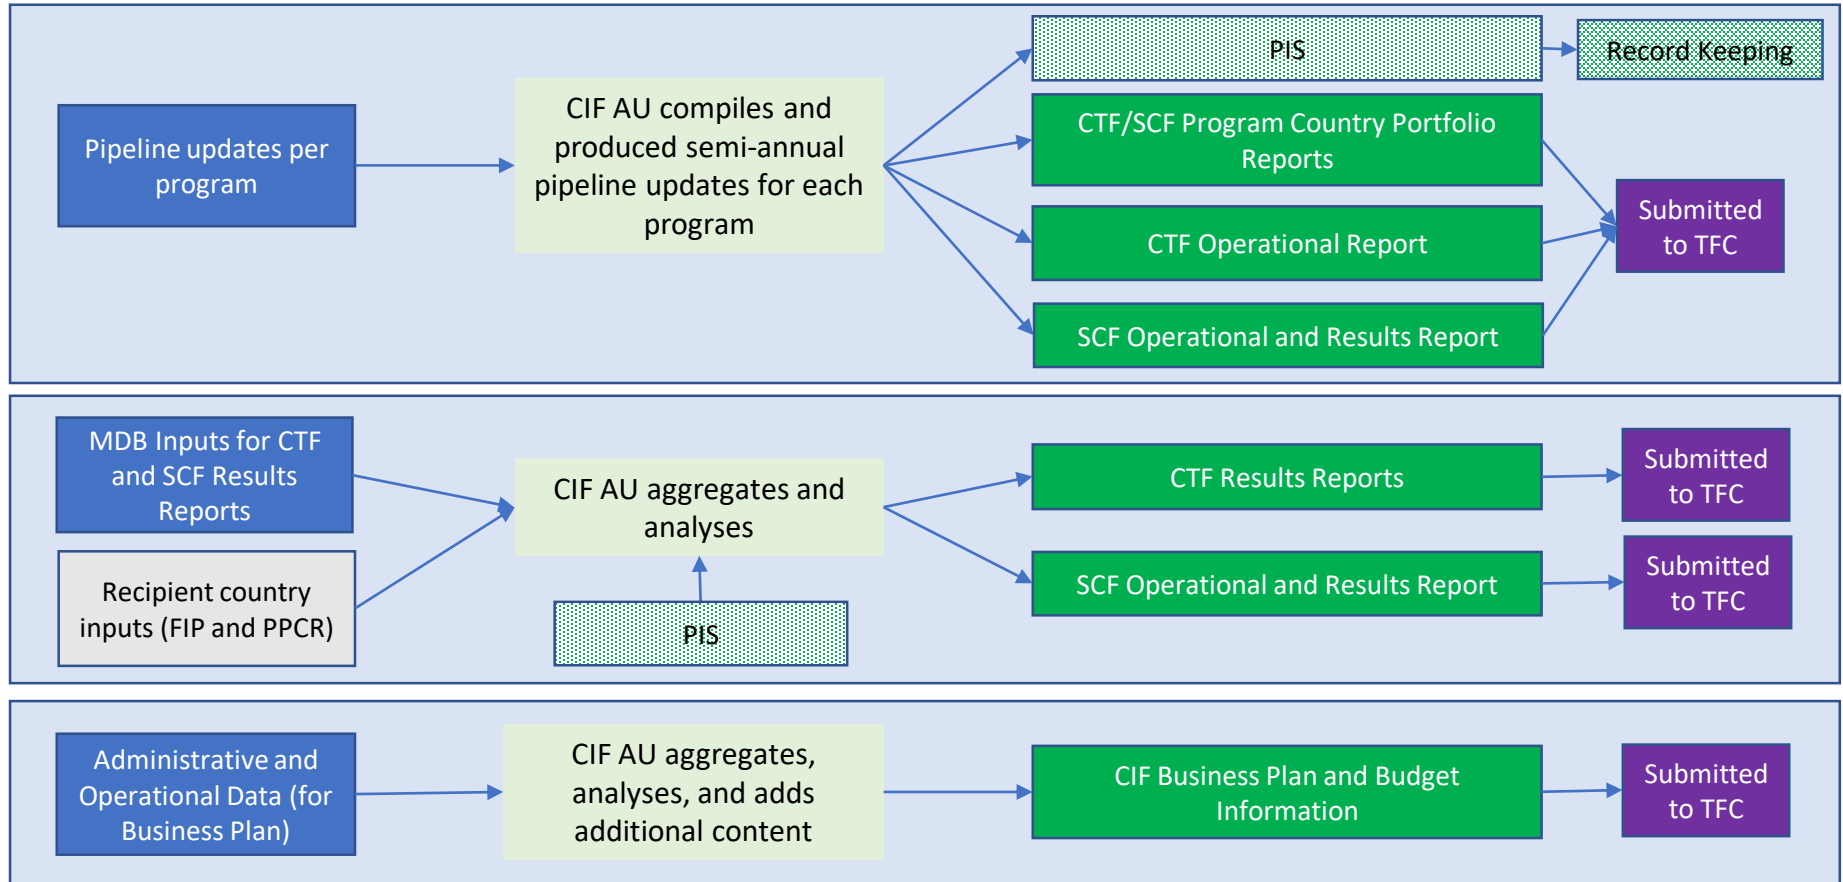 Pipeline updates per
program
CIF AU compiles and
produced semi-annual
pipeline updates for each
program
PIS
Record Keeping
CTF/SCF Program Country Portfolio
Reports
CTF Operational Report
SCF Operational and Results Report
Submitted
to TFC
MDB Inputs for CTF
and SCF Results
Reports
Recipient country
inputs (FIP and PPCR)
CIF AU aggregates and
analyses
PIS
CTF Results Reports
Submitted
to TFC
SCF Operational and Results Report
Submitted
to TFC
Administrative and
Operational Data (for
Business Plan)
CIF AU aggregates,
analyses, and adds
additional content
CIF Business Plan and Budget
Information
Submitted
to TFC